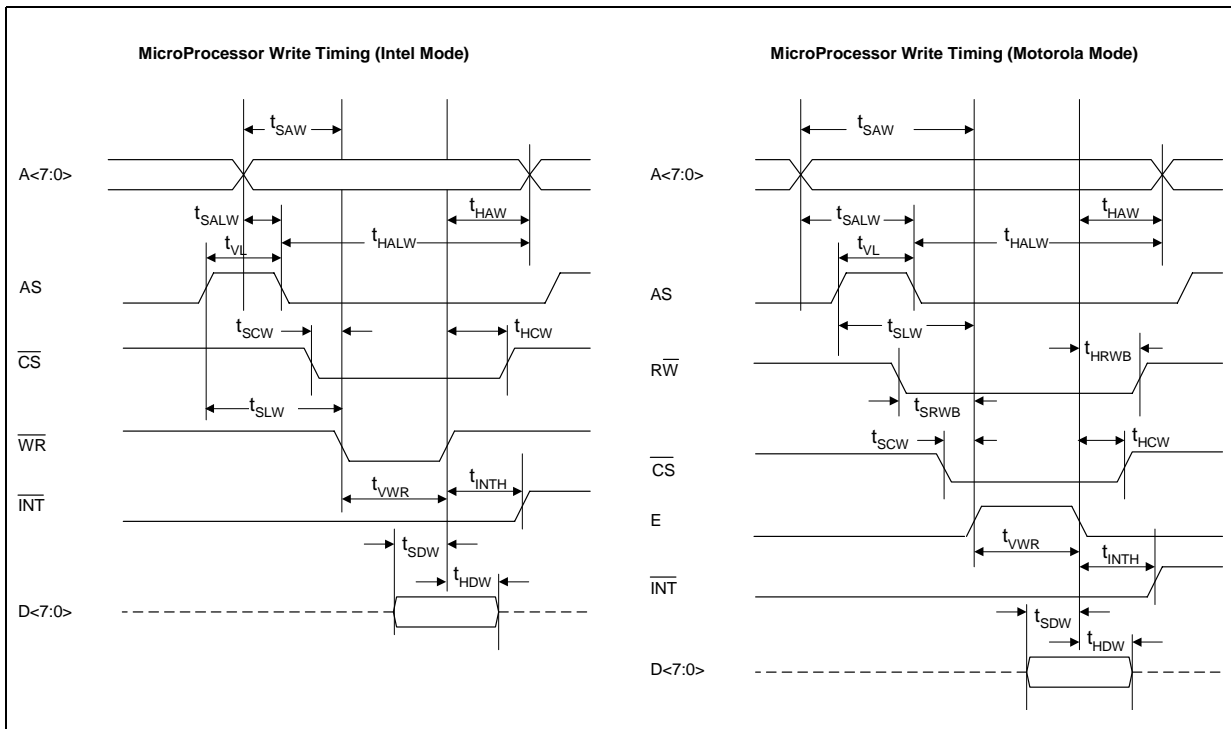 MicroProcessor Write Timing (Intel Mode)
tSAW
A<7:0>
tSALW
tHAW
tVL
tHALW
AS
tSCW
tHCW
CS
tSLW
WR
tVWR
tINTH
INT
tSDW
tHDW
D<7:0>
MicroProcessor Write Timing (Motorola Mode)
tSAW
A<7:0>
tSALW
tHAW
tVL
tHALW
AS
tSLW
tHRWB
RW
tSRWB
tSCW
tHCW
CS
E
tVWR
tINTH
INT
tSDW
tHDW
D<7:0>